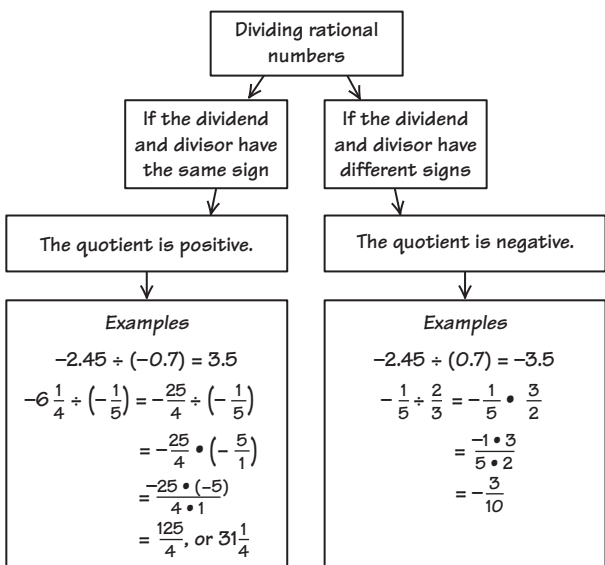 Dividing rational
numbers
If the dividend
and divisor have
the same sign
If the dividend
and divisor have
different signs
The quotient is positive.
The quotient is negative.
Examples
−2.45 ÷ (−0.7) = 3.5
−6 1/4 ÷ (− 1/5) = − 25/4 ÷ (− 1/5)
= − 25/4 • (− 5/1)
= −25 • (−5)/4 • 1
= 125/4, or 31 1/4
Examples
−2.45 ÷ (0.7) = −3.5
− 1/5 ÷ 2/3 = − 1/5 • 3/2
= −1 • 3/5 • 2
= − 3/10